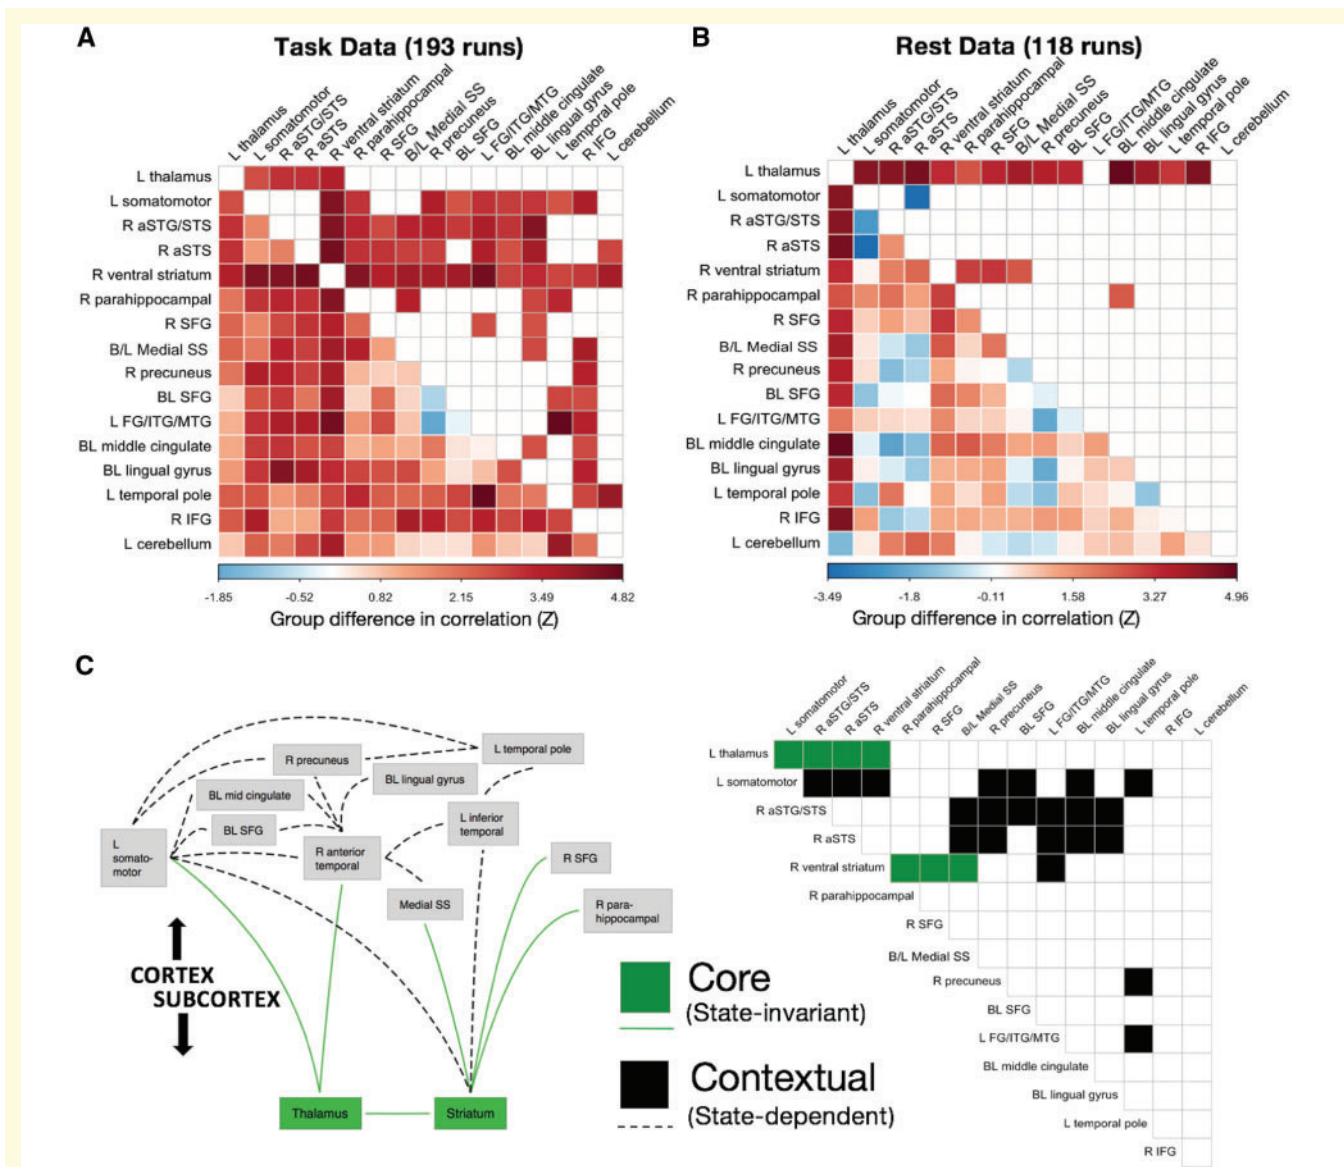 A
Task Data (193 runs)
L thalamus
L somatomotor
R aSTG/STS
R aSTS
R ventral striatum
R parahippocampal
R SFG
B/L Medial SS
R precuneus
BL SFG
L FG/ITG/MTG
BL middle cingulate
BL lingual gyrus
L temporal pole
R IFG
L cerebellum
L thalamus
L somatomotor
R aSTG/STS
R aSTS
R ventral striatum
R parahippocampal
R SFG
B/L Medial SS
R precuneus
BL SFG
L FG/ITG/MTG
BL middle cingulate
BL lingual gyrus
L temporal pole
R IFG
L cerebellum
-1.85 -0.52 0.82 2.15 3.49 4.82
Group difference in correlation (Z)
B
Rest Data (118 runs)
L thalamus
L somatomotor
R aSTG/STS
R aSTS
R ventral striatum
R parahippocampal
R SFG
B/L Medial SS
R precuneus
BL SFG
L FG/ITG/MTG
BL middle cingulate
BL lingual gyrus
L temporal pole
R IFG
L cerebellum
L thalamus
L somatomotor
R aSTG/STS
R aSTS
R ventral striatum
R parahippocampal
R SFG
B/L Medial SS
R precuneus
BL SFG
L FG/ITG/MTG
BL middle cingulate
BL lingual gyrus
L temporal pole
R IFG
L cerebellum
-3.49 -1.8 -0.11 1.58 3.27 4.96
Group difference in correlation (Z)
C
L temporal pole
R precuneus
BL lingual gyrus
BL mid cingulate
L inferior
temporal
BL SFG
L
somato-
motor
R anterior
temporal
R SFG
Medial SS
R para-
hippocampal
CORTEX
SUBCORTEX
Thalamus
Striatum
Core
(State-invariant)
Contextual
(State-dependent)
L somatomotor
R aSTG/STS
R aSTS
R ventral striatum
R parahippocampal
R SFG
B/L Medial SS
R precuneus
BL SFG
L FG/ITG/MTG
BL middle cingulate
BL lingual gyrus
L temporal pole
R IFG
L cerebellum
L thalamus
L somatomotor
R aSTG/STS
R aSTS
R ventral striatum
R parahippocampal
R SFG
B/L Medial SS
R precuneus
BL SFG
L FG/ITG/MTG
BL middle cingulate
BL lingual gyrus
L temporal pole
R IFG